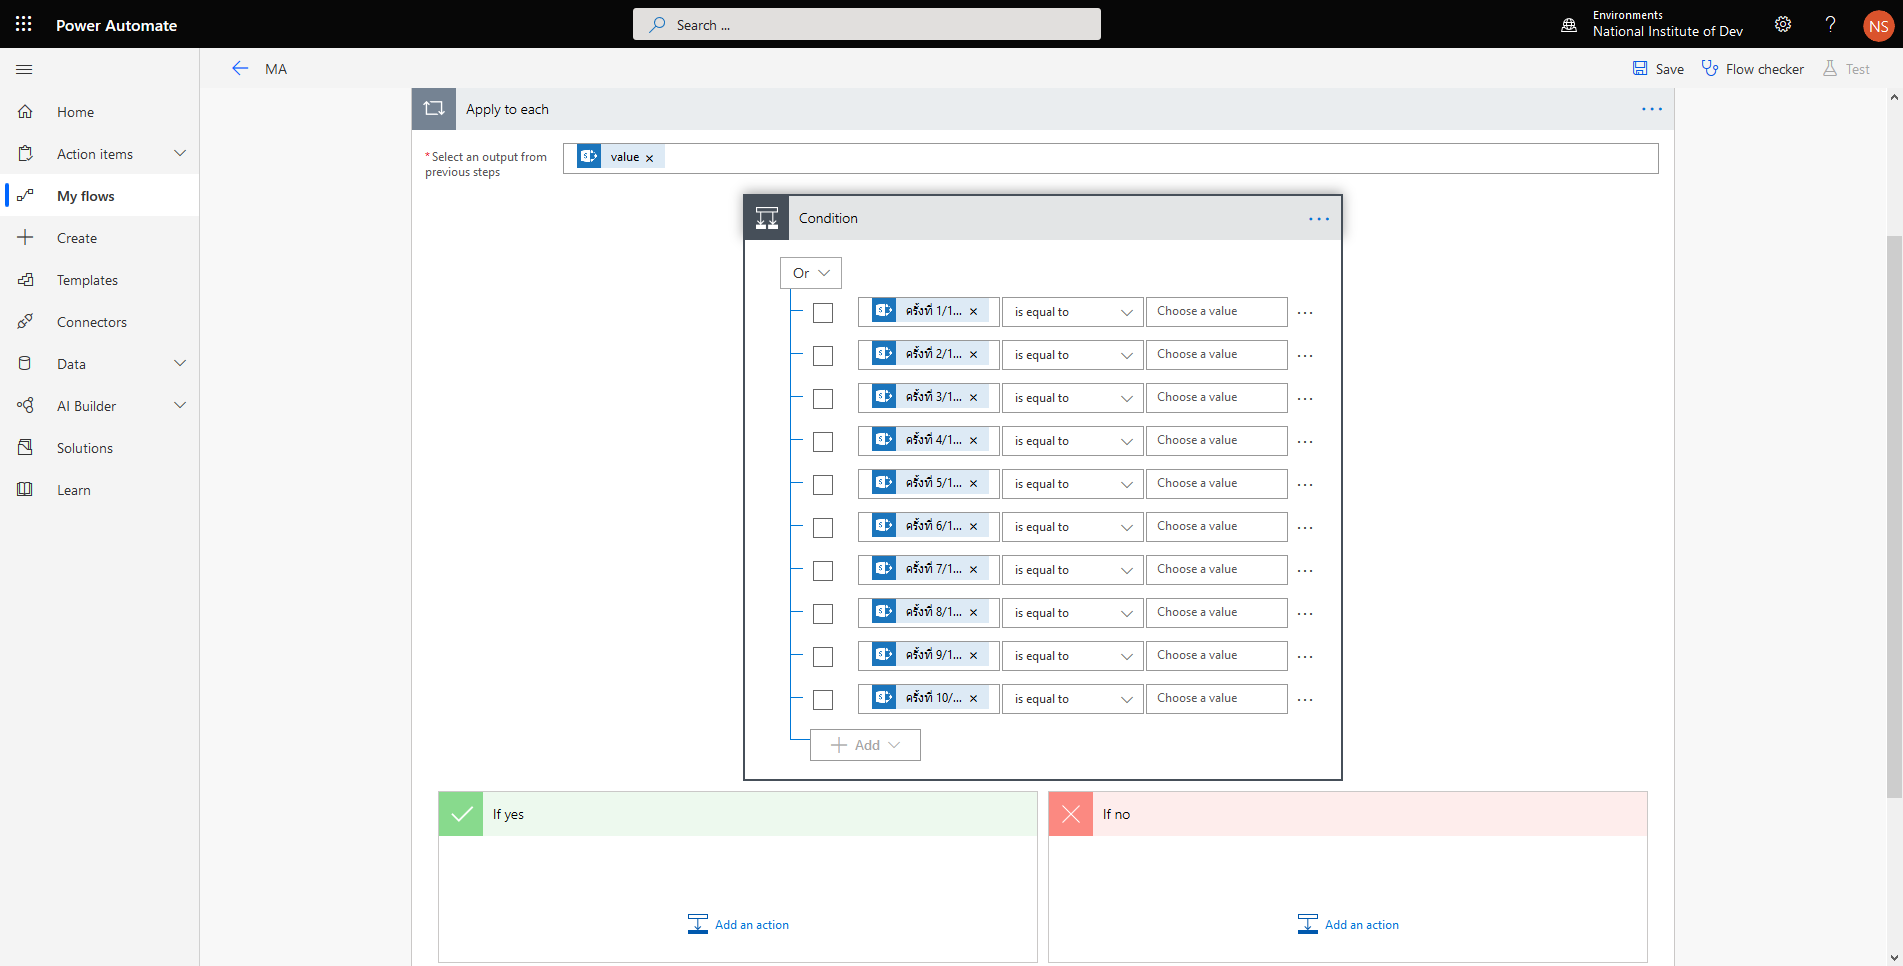 Power Automate
Search ...
Environments
National Institute of Dev
?
NS
MA
Save
Flow checker
Test
Home
Action items
My flows
Create
Templates
Connectors
Data
AI Builder
Solutions
Learn
Apply to each
...
* Select an output from
previous steps
value ×
Condition
...
Or
ครั้งที่ 1/1... × is equal to Choose a value ...
ครั้งที่ 2/1... × is equal to Choose a value ...
ครั้งที่ 3/1... × is equal to Choose a value ...
ครั้งที่ 4/1... × is equal to Choose a value ...
ครั้งที่ 5/1... × is equal to Choose a value ...
ครั้งที่ 6/1... × is equal to Choose a value ...
ครั้งที่ 7/1... × is equal to Choose a value ...
ครั้งที่ 8/1... × is equal to Choose a value ...
ครั้งที่ 9/1... × is equal to Choose a value ...
ครั้งที่ 10/... × is equal to Choose a value ...
+ Add
If yes
Add an action
If no
Add an action